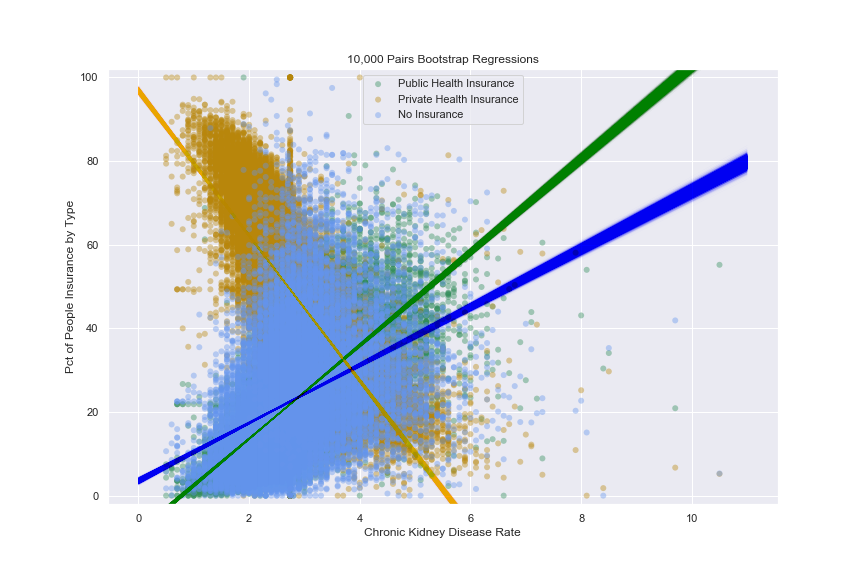 10,000 Pairs Bootstrap Regressions
Public Health Insurance
Private Health Insurance
No Insurance
100
80
60
40
20
0
Pct of People Insurance by Type
0 2 4 6 8 10
Chronic Kidney Disease Rate